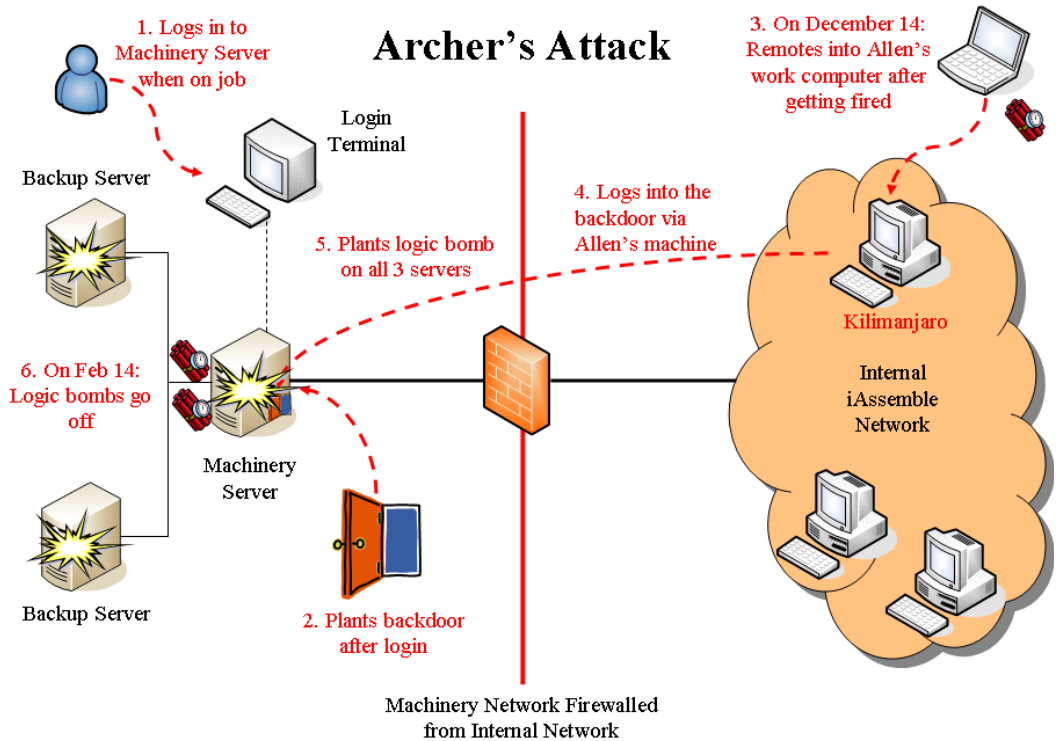 Archer's Attack
1. Logs in to
Machinery Server
when on job
3. On December 14:
Remotes into Allen's
work computer after
getting fired
Login
Terminal
Backup Server
4. Logs into the
backdoor via
Allen's machine
5. Plants logic bomb
on all 3 servers
Kilimanjaro
6. On Feb 14:
Logic bombs go
off
Internal
iAssemble
Network
Machinery
Server
Backup Server
2. Plants backdoor
after login
Machinery Network Firewalled
from Internal Network